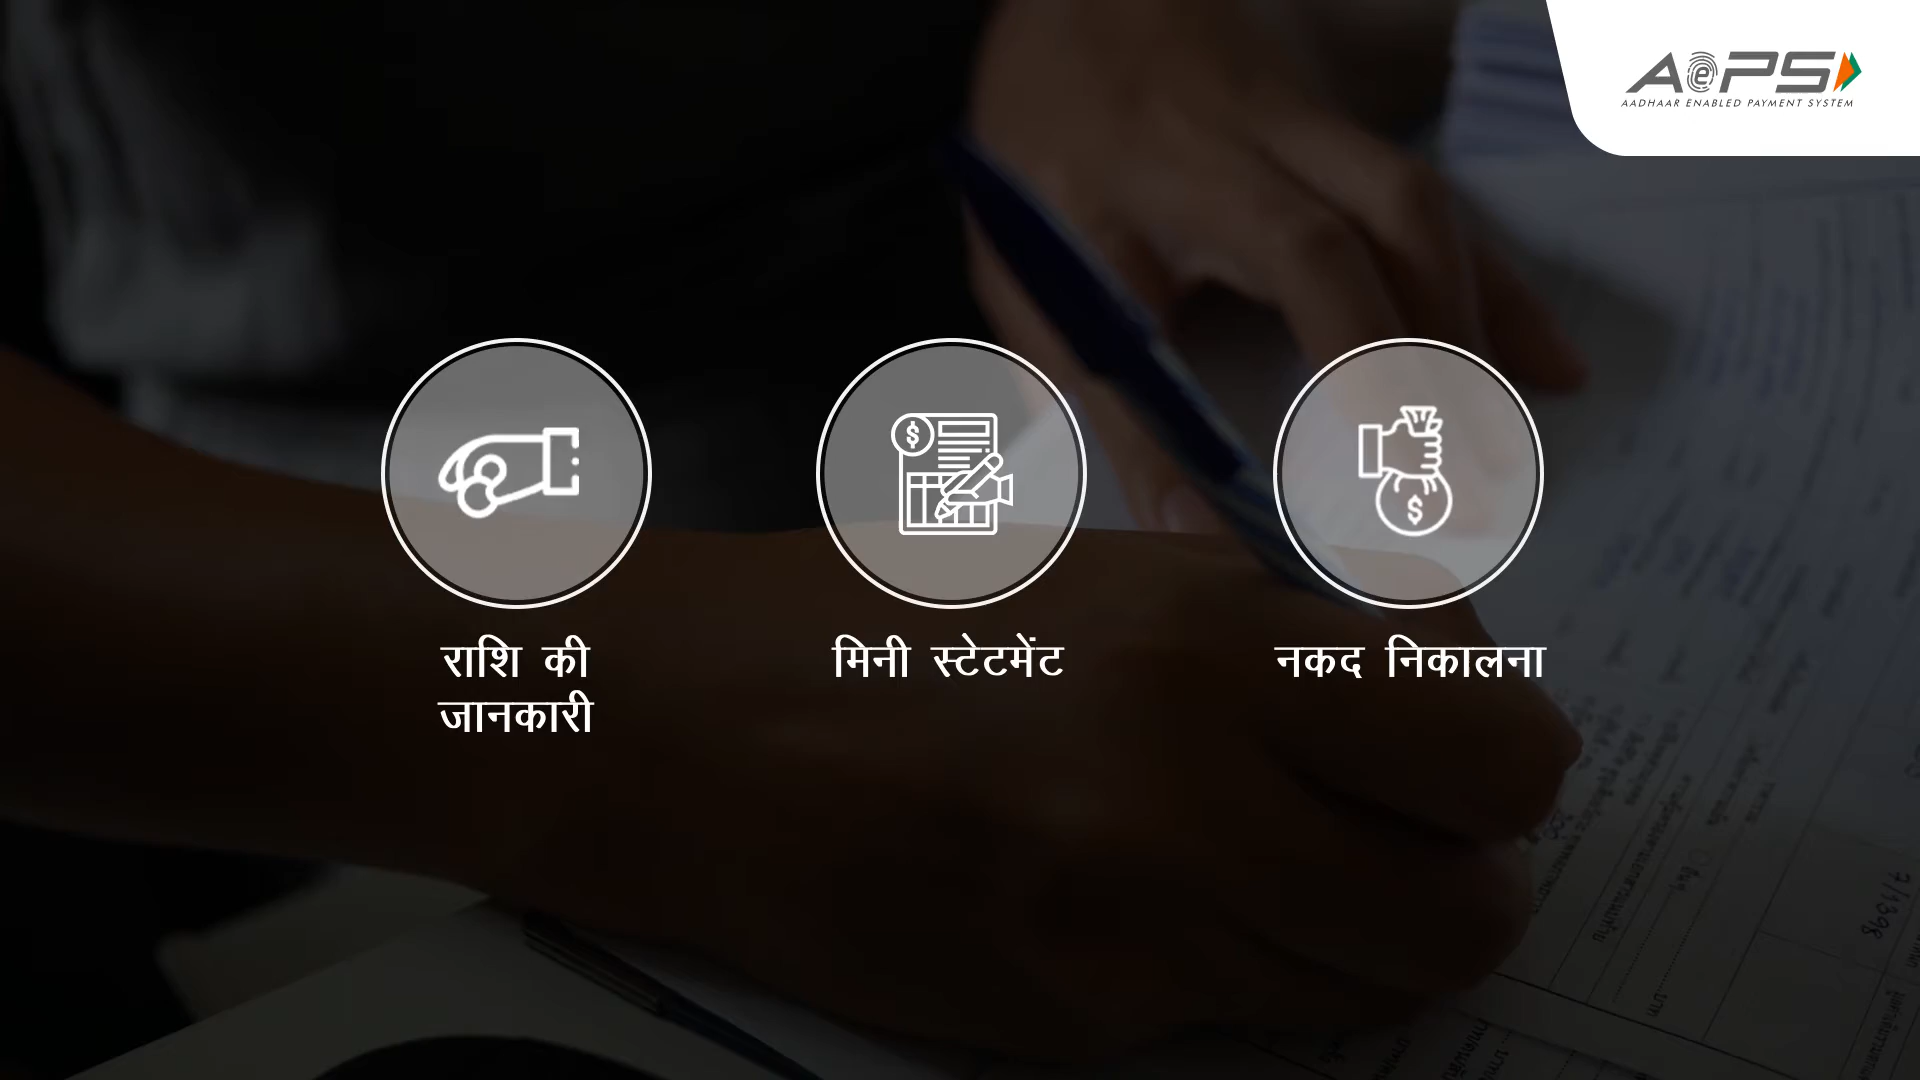 AePS
AADHAAR ENABLED PAYMENT SYSTEM
राशि की
जानकारी
मिनी स्टेटमेंट
नकद निकालना